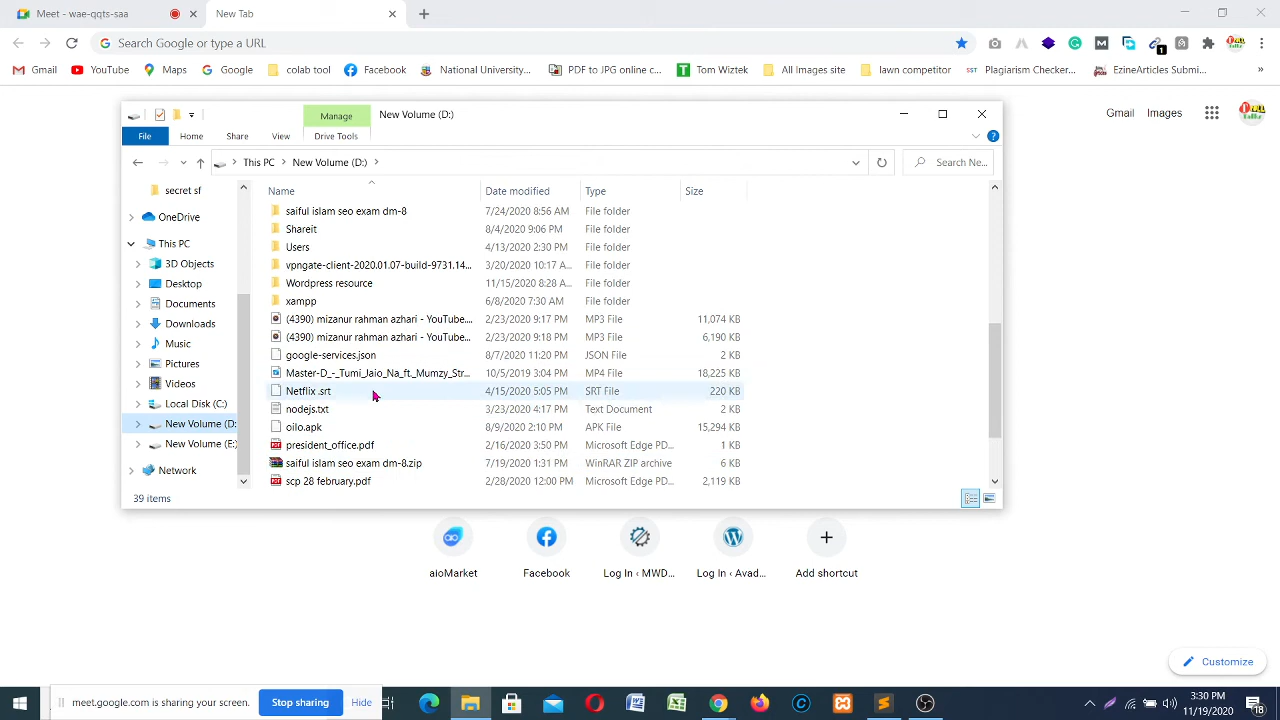 Meet - wae-qqts-saa
New Tab
Search Google or type a URL
1
Gmail
YouTube
Maps
Google
colab tool
Facebook
National University...
PDF to JPG online c...
Tom Wiztek
All Images site
lawn competitor
Plagiarism Checker...
EzineArticles Submi...
»
Gmail Images
Manage
New Volume (D:)
File Home Share View Drive Tools
This PC > New Volume (D:) >
Search Ne...
Name Date modified Type Size
secret sf
OneDrive
This PC
3D Objects
Desktop
Documents
Downloads
Music
Pictures
Videos
Local Disk (C:)
New Volume (D:
New Volume (E:)
Network
saiful islam seo exam dm-8 7/24/2020 8:56 AM File folder
Shareit 8/4/2020 9:06 PM File folder
Users 4/13/2020 2:30 PM File folder
vpngate-client-2020.01.07-build-9731.14... 3/20/2020 10:17 A... File folder
Wordpress resource 11/15/2020 8:28 A... File folder
xampp 6/8/2020 7:30 AM File folder
(4390) mizanur rahman azhari - YouTube... 2/23/2020 9:17 PM MP3 File 11,074 KB
(4390) mizanur rahman azhari - YouTube... 2/23/2020 9:18 PM MP3 File 6,190 KB
google-services.json 8/7/2020 11:20 PM JSON File 2 KB
Master-D_-_Tumi_Jaio_Na_ft._Mumzy_Str... 10/5/2019 3:04 PM MP4 File 18,225 KB
Netflix .srt 4/15/2020 5:05 PM SRT File 220 KB
nodejs.txt 3/23/2020 4:17 PM Text Document 2 KB
oilo.apk 8/9/2020 2:10 PM APK File 15,294 KB
president_office.pdf 2/16/2020 3:50 PM Microsoft Edge PD... 1 KB
saiful islam seo exam dm-8.zip 7/19/2020 1:31 PM WinRAR ZIP archive 6 KB
scp 28 february.pdf 2/28/2020 12:00 PM Microsoft Edge PD... 2,119 KB
39 items
aioMarket
Facebook
Log In ‹ MWD...
Log In ‹ Avad...
Add shortcut
Customize
meet.google.com is sharing your screen.
Stop sharing
Hide
3:30 PM
11/19/2020
18